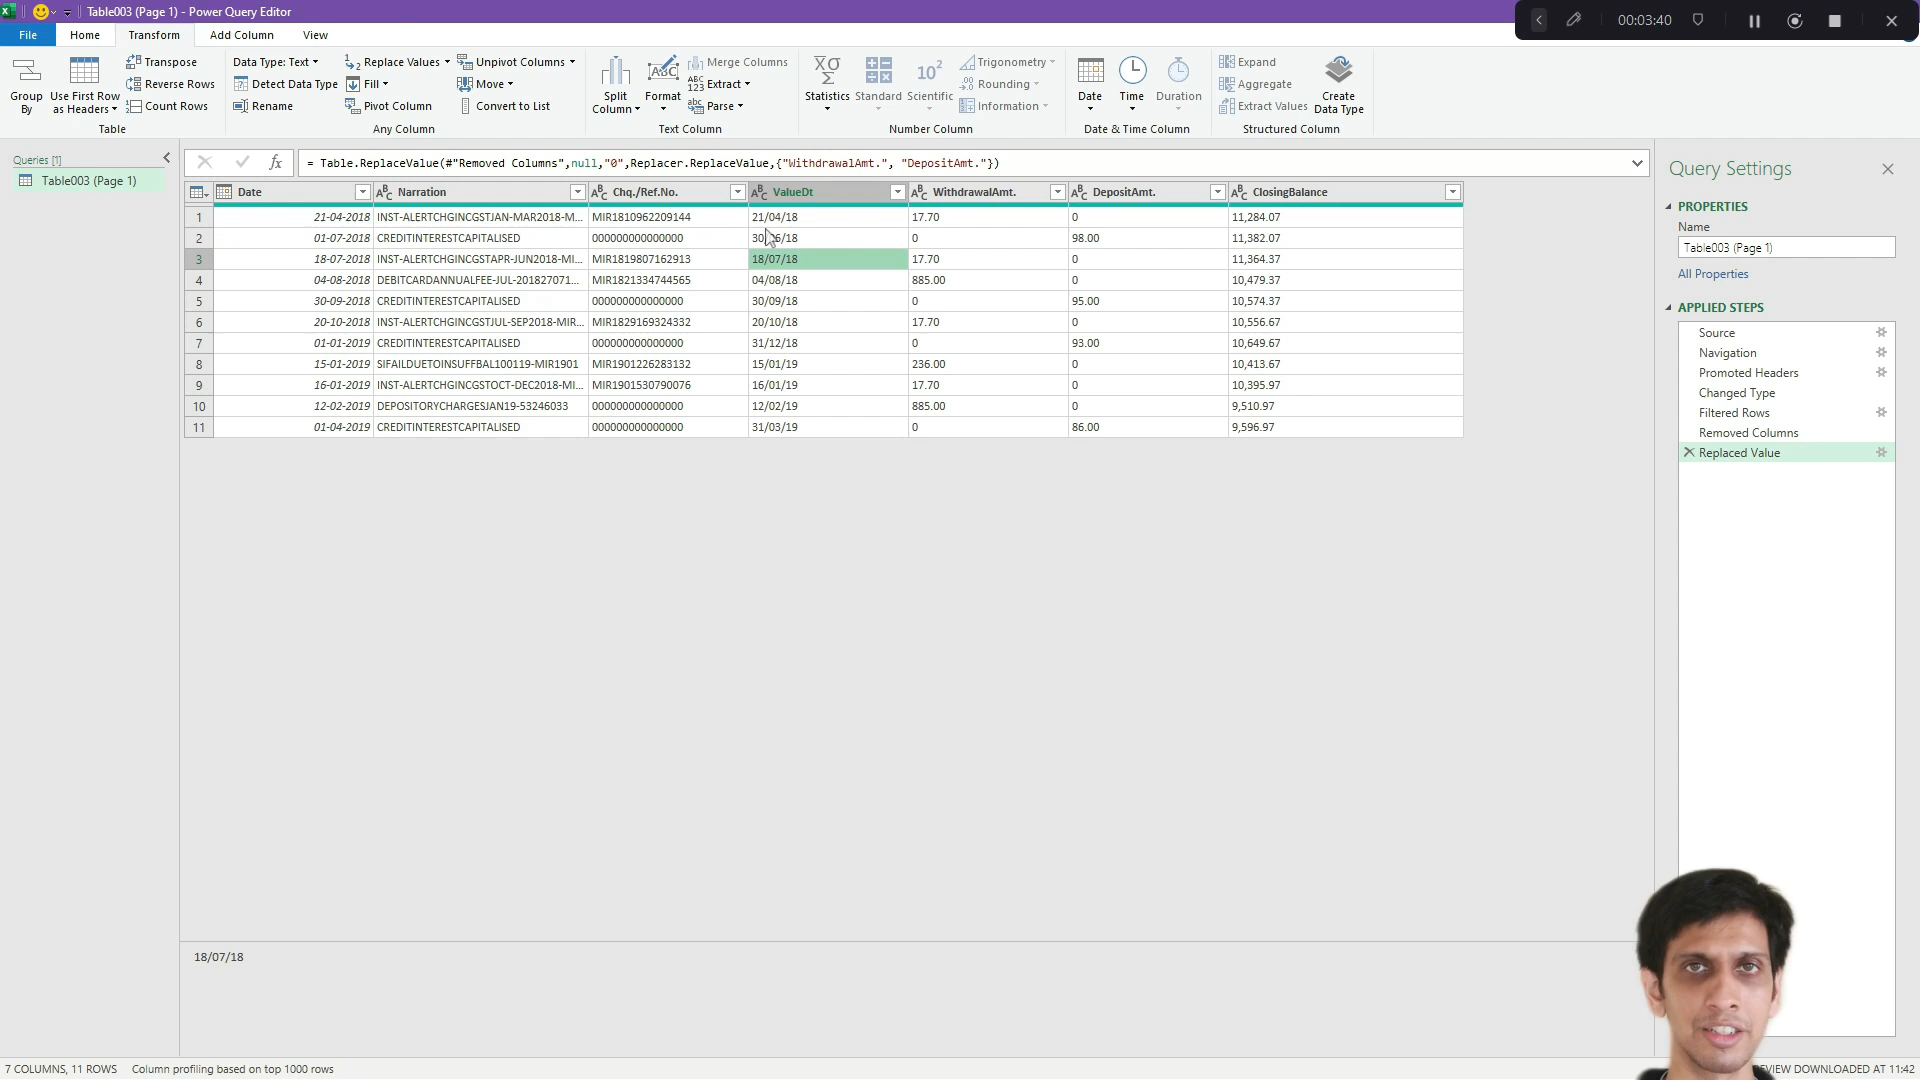 Table003 (Page 1) - Power Query Editor
00:03:40
File Home Transform Add Column View
Group By
Use First Row as Headers
Transpose
Reverse Rows
Count Rows
Table
Data Type: Text
Detect Data Type
Rename
Replace Values
Fill
Pivot Column
Unpivot Columns
Move
Convert to List
Any Column
Split Column
Format
Merge Columns
Extract
Parse
Text Column
Statistics
Standard
Scientific
Trigonometry
Rounding
Information
Number Column
Date
Time
Duration
Date & Time Column
Expand
Aggregate
Extract Values
Create Data Type
Structured Column
Queries [1]
Table003 (Page 1)
= Table.ReplaceValue(#"Removed Columns",null,"0",Replacer.ReplaceValue,{"WithdrawalAmt.", "DepositAmt."})
Date Narration Chq./Ref.No. ValueDt WithdrawalAmt. DepositAmt. ClosingBalance
1 21-04-2018 INST-ALERTCHGINCGSTJAN-MAR2018-M... MIR1810962209144 21/04/18 17.70 0 11,284.07
2 01-07-2018 CREDITINTERESTCAPITALISED 000000000000000 0 98.00 11,382.07
3 18-07-2018 INST-ALERTCHGINCGSTAPR-JUN2018-MI... MIR1819807162913 18/07/18 17.70 0 11,364.37
4 04-08-2018 DEBITCARDANNUALFEE-JUL-201827071... MIR1821334744565 04/08/18 885.00 0 10,479.37
5 30-09-2018 CREDITINTERESTCAPITALISED 000000000000000 30/09/18 0 95.00 10,574.37
6 20-10-2018 INST-ALERTCHGINCGSTJUL-SEP2018-MIR... MIR1829169324332 20/10/18 17.70 0 10,556.67
7 01-01-2019 CREDITINTERESTCAPITALISED 000000000000000 31/12/18 0 93.00 10,649.67
8 15-01-2019 SIFAILDUETOINSUFFBAL100119-MIR1901 MIR1901226283132 15/01/19 236.00 0 10,413.67
9 16-01-2019 INST-ALERTCHGINCGSTOCT-DEC2018-MI... MIR1901530790076 16/01/19 17.70 0 10,395.97
10 12-02-2019 DEPOSITORYCHARGESJAN19-53246033 000000000000000 12/02/19 885.00 0 9,510.97
11 01-04-2019 CREDITINTERESTCAPITALISED 000000000000000 31/03/19 0 86.00 9,596.97
18/07/18
Query Settings
PROPERTIES
Name
Table003 (Page 1)
All Properties
APPLIED STEPS
Source
Navigation
Promoted Headers
Changed Type
Filtered Rows
Removed Columns
Replaced Value
7 COLUMNS, 11 ROWS Column profiling based on top 1000 rows
DOWNLOADED AT 11:42